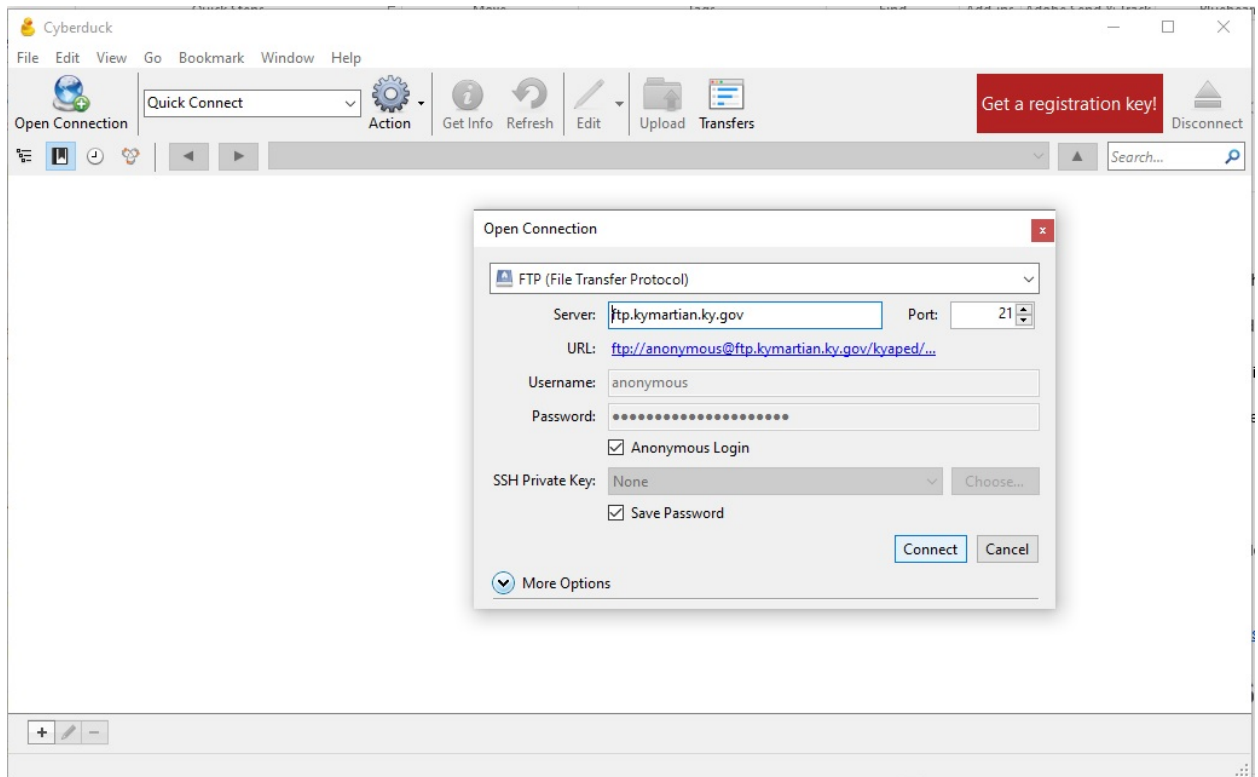 Cyberduck
File Edit View Go Bookmark Window Help
Open Connection
Quick Connect
Action
Get Info
Refresh
Edit
Upload
Transfers
Get a registration key!
Disconnect
Search...
Open Connection
x
FTP (File Transfer Protocol)
Server: ftp.kymartian.ky.gov Port: 21
URL: ftp://anonymous@ftp.kymartian.ky.gov/kyaped/...
Username: anonymous
Password: •••••••••••••••••••••
Anonymous Login
SSH Private Key: None Choose...
Save Password
Connect Cancel
More Options